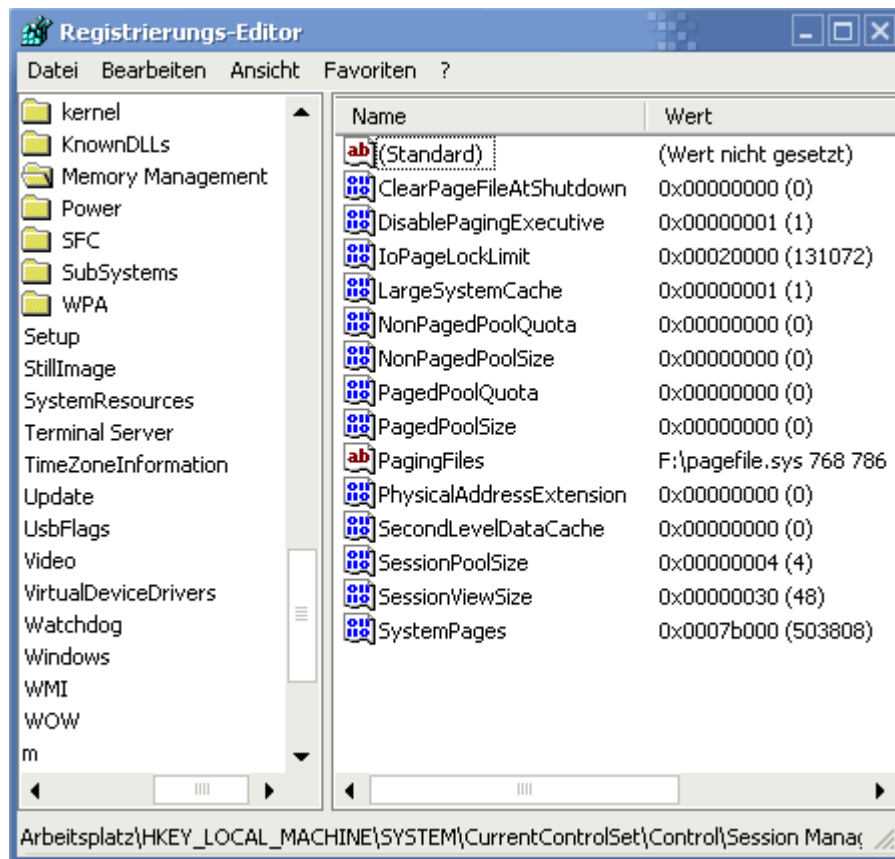 Registrierungs-Editor
Datei Bearbeiten Ansicht Favoriten ?
kernel
KnownDLLs
Memory Management
Power
SFC
SubSystems
WPA
Setup
StillImage
SystemResources
Terminal Server
TimeZoneInformation
Update
UsbFlags
Video
VirtualDeviceDrivers
Watchdog
Windows
WMI
WOW
m
Name Wert
(Standard) (Wert nicht gesetzt)
ClearPageFileAtShutdown 0x00000000 (0)
DisablePagingExecutive 0x00000001 (1)
IoPageLockLimit 0x00020000 (131072)
LargeSystemCache 0x00000001 (1)
NonPagedPoolQuota 0x00000000 (0)
NonPagedPoolSize 0x00000000 (0)
PagedPoolQuota 0x00000000 (0)
PagedPoolSize 0x00000000 (0)
PagingFiles F:\pagefile.sys 768 786
PhysicalAddressExtension 0x00000000 (0)
SecondLevelDataCache 0x00000000 (0)
SessionPoolSize 0x00000004 (4)
SessionViewSize 0x00000030 (48)
SystemPages 0x0007b000 (503808)
Arbeitsplatz\HKEY_LOCAL_MACHINE\SYSTEM\CurrentControlSet\Control\Session Manag